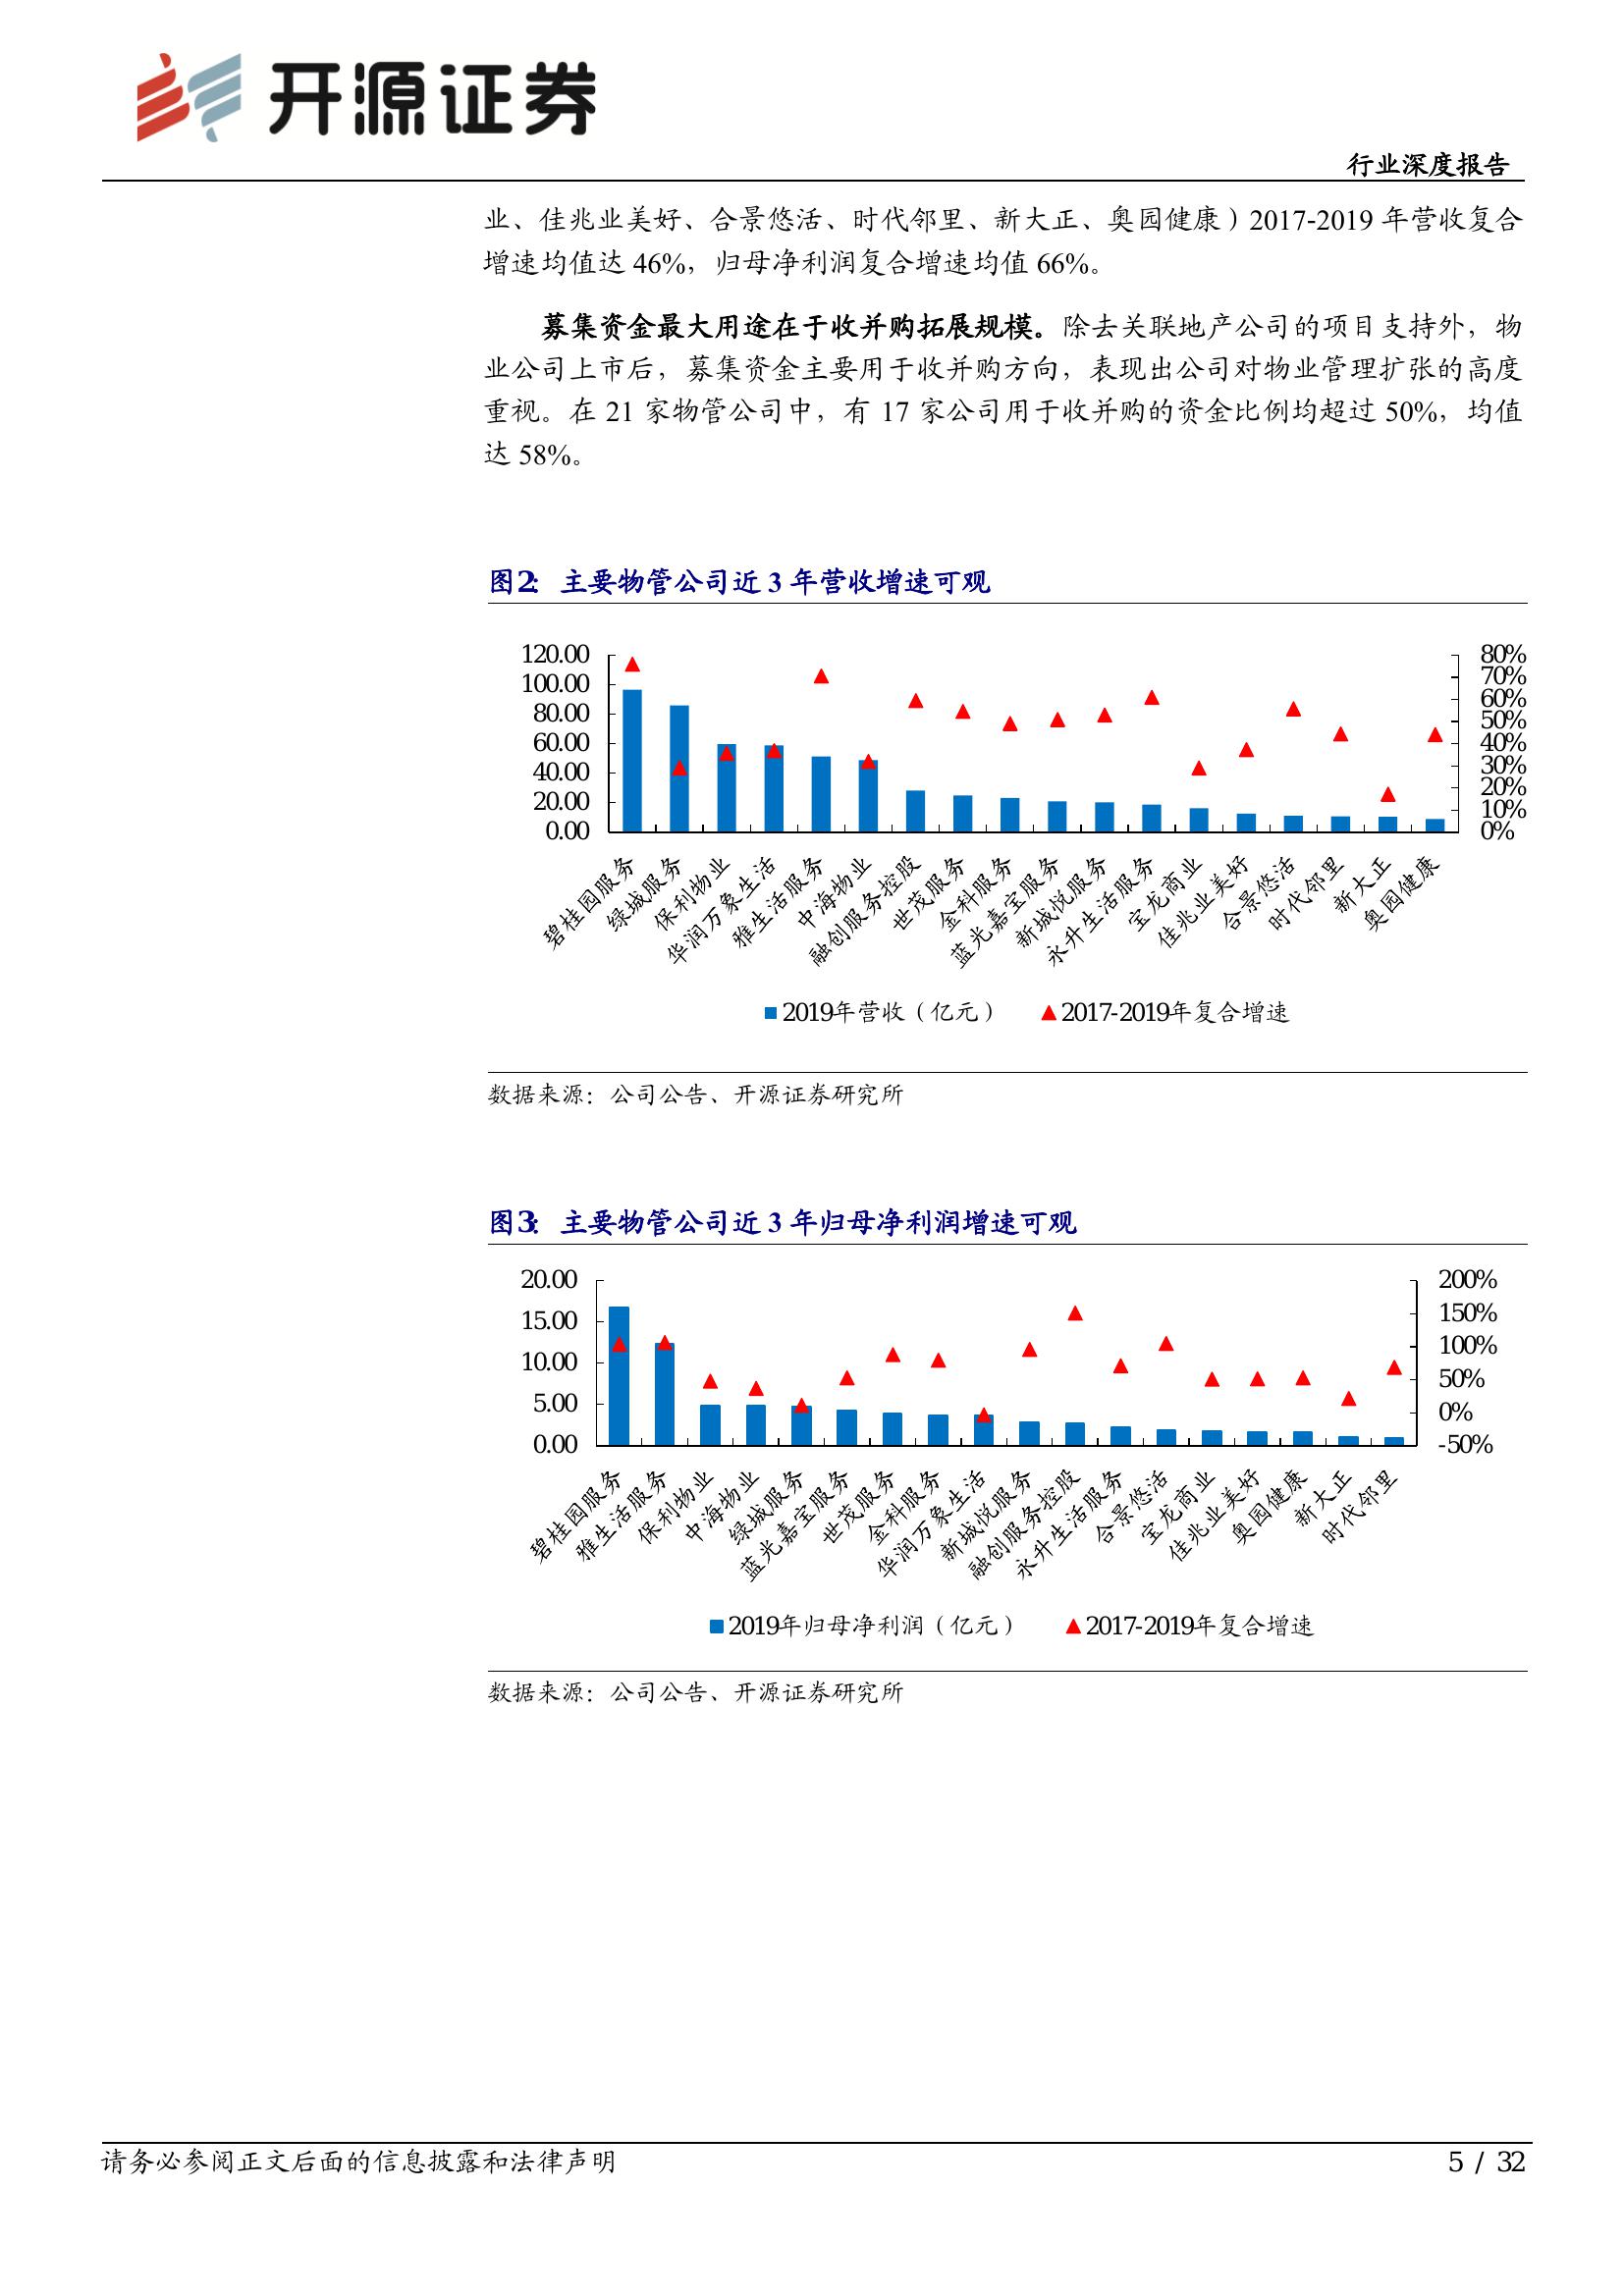 开源证券
行业深度报告
业、佳兆业美好、合景悠活、时代邻里、新大正、奥园健康）2017-2019 年营收复合
增速均值达 46%，归母净利润复合增速均值 66%。
募集资金最大用途在于收并购拓展规模。除去关联地产公司的项目支持外，物
业公司上市后，募集资金主要用于收并购方向，表现出公司对物业管理扩张的高度
重视。在 21 家物管公司中，有 17 家公司用于收并购的资金比例均超过 50%，均值
达 58%。
图2： 主要物管公司近 3 年营收增速可观
120.00
100.00
80.00
60.00
40.00
20.00
0.00
80%
70%
60%
50%
40%
30%
20%
10%
0%
碧桂园服务
绿城服务
保利物业
华润万象生活
雅生活服务
中海物业
融创服务控股
世茂服务
金科服务
蓝光嘉宝服务
新城悦服务
永升生活服务
宝龙商业
佳兆业美好
合景悠活
时代邻里
新大正
奥园健康
2019年营收（亿元） 2017-2019年复合增速
数据来源：公司公告、开源证券研究所
图3： 主要物管公司近 3 年归母净利润增速可观
20.00
15.00
10.00
5.00
0.00
200%
150%
100%
50%
0%
-50%
碧桂园服务
雅生活服务
保利物业
中海物业
绿城服务
蓝光嘉宝服务
世茂服务
金科服务
华润万象生活
新城悦服务
融创服务控股
永升生活服务
合景悠活
宝龙商业
佳兆业美好
奥园健康
新大正
时代邻里
2019年归母净利润（亿元） 2017-2019年复合增速
数据来源：公司公告、开源证券研究所
请务必参阅正文后面的信息披露和法律声明
5 / 32